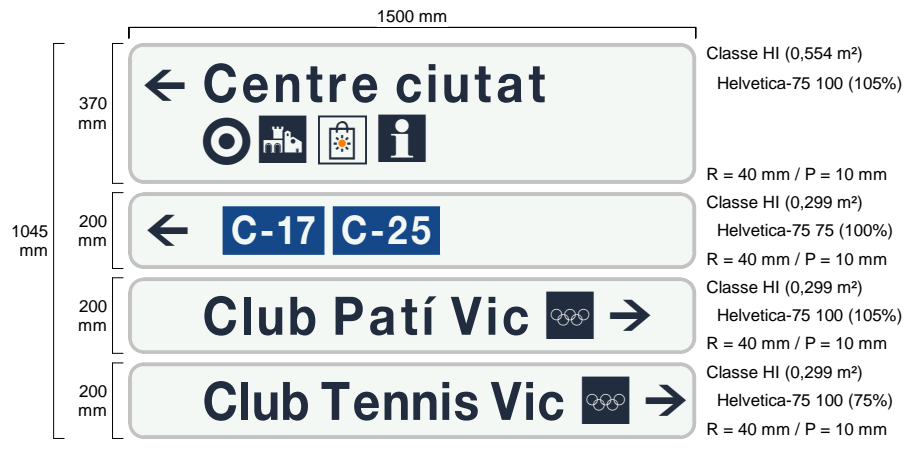 1500 mm
Classe HI (0,554 m²)
Centre ciutat
Helvetica-75 100 (105%)
370
mm
i
R = 40 mm / P = 10 mm
Classe HI (0,299 m²)
200
mm
C-17 C-25
Helvetica-75 75 (100%)
1045
mm
R = 40 mm / P = 10 mm
Classe HI (0,299 m²)
200
mm
Club Patí Vic
Helvetica-75 100 (105%)
R = 40 mm / P = 10 mm
Classe HI (0,299 m²)
200
mm
Club Tennis Vic
Helvetica-75 100 (75%)
R = 40 mm / P = 10 mm